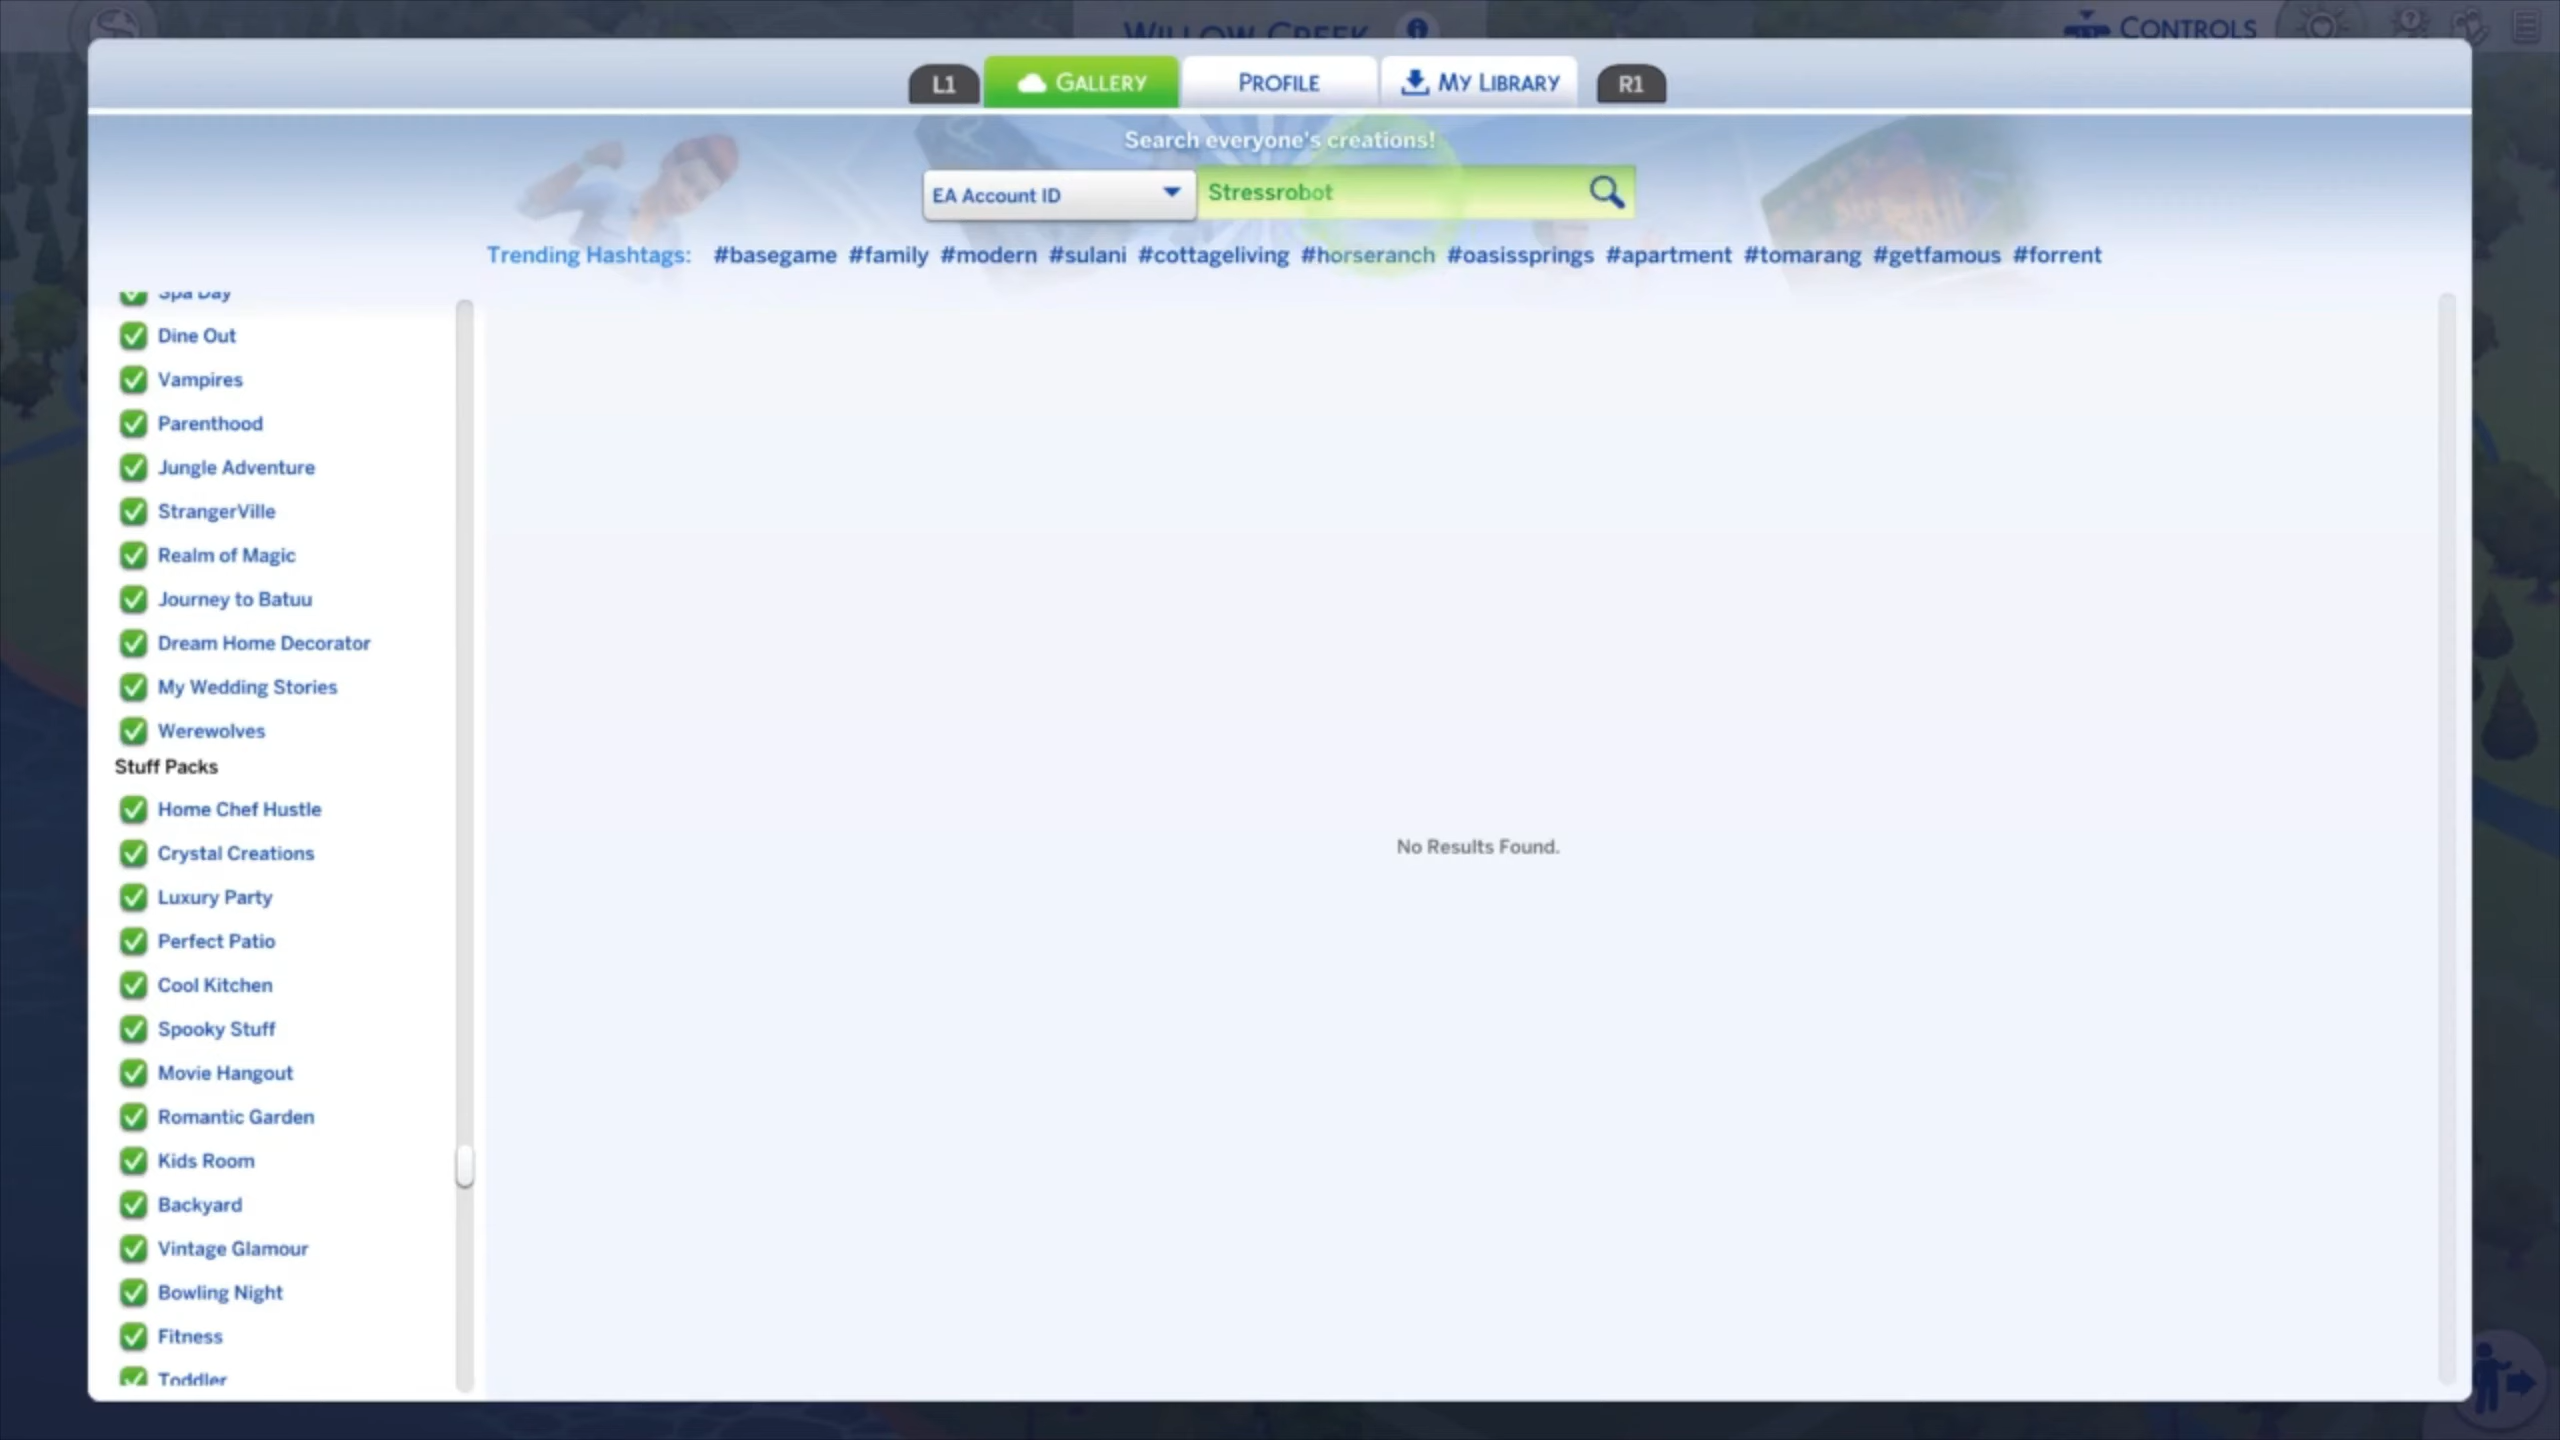 WILLOW CREEK
CONTROLS
L1
GALLERY
PROFILE
MY LIBRARY
R1
Search everyone's creations!
EA Account ID
Stressrobot
Trending Hashtags: #basegame #family #modern #sulani #cottageliving #horseranch #oasissprings #apartment #tomarang #getfamous #forrent
Spa Day
Dine Out
Vampires
Parenthood
Jungle Adventure
StrangerVille
Realm of Magic
Journey to Batuu
Dream Home Decorator
My Wedding Stories
Werewolves
Stuff Packs
Home Chef Hustle
Crystal Creations
Luxury Party
Perfect Patio
Cool Kitchen
Spooky Stuff
Movie Hangout
Romantic Garden
Kids Room
Backyard
Vintage Glamour
Bowling Night
Fitness
Toddler
No Results Found.